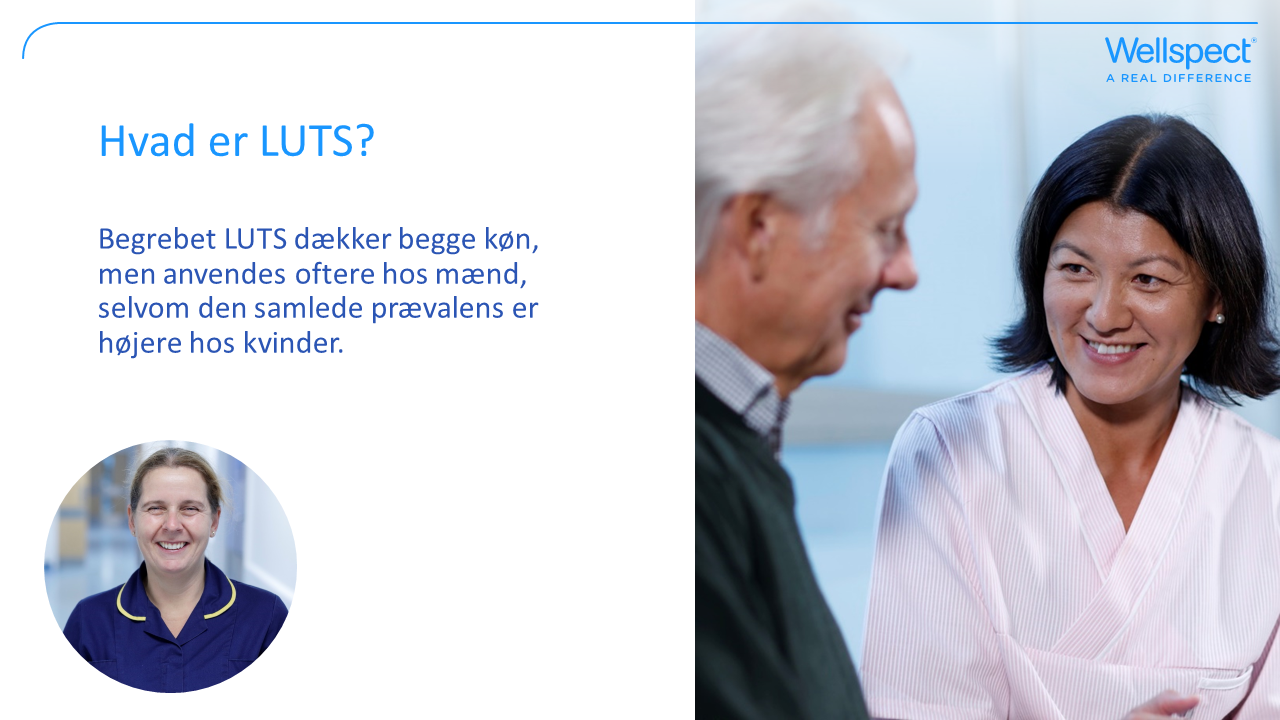 Wellspect®
A REAL DIFFERENCE
Hvad er LUTS?
Begrebet LUTS dækker begge køn,
men anvendes oftere hos mænd,
selvom den samlede prævalens er
højere hos kvinder.